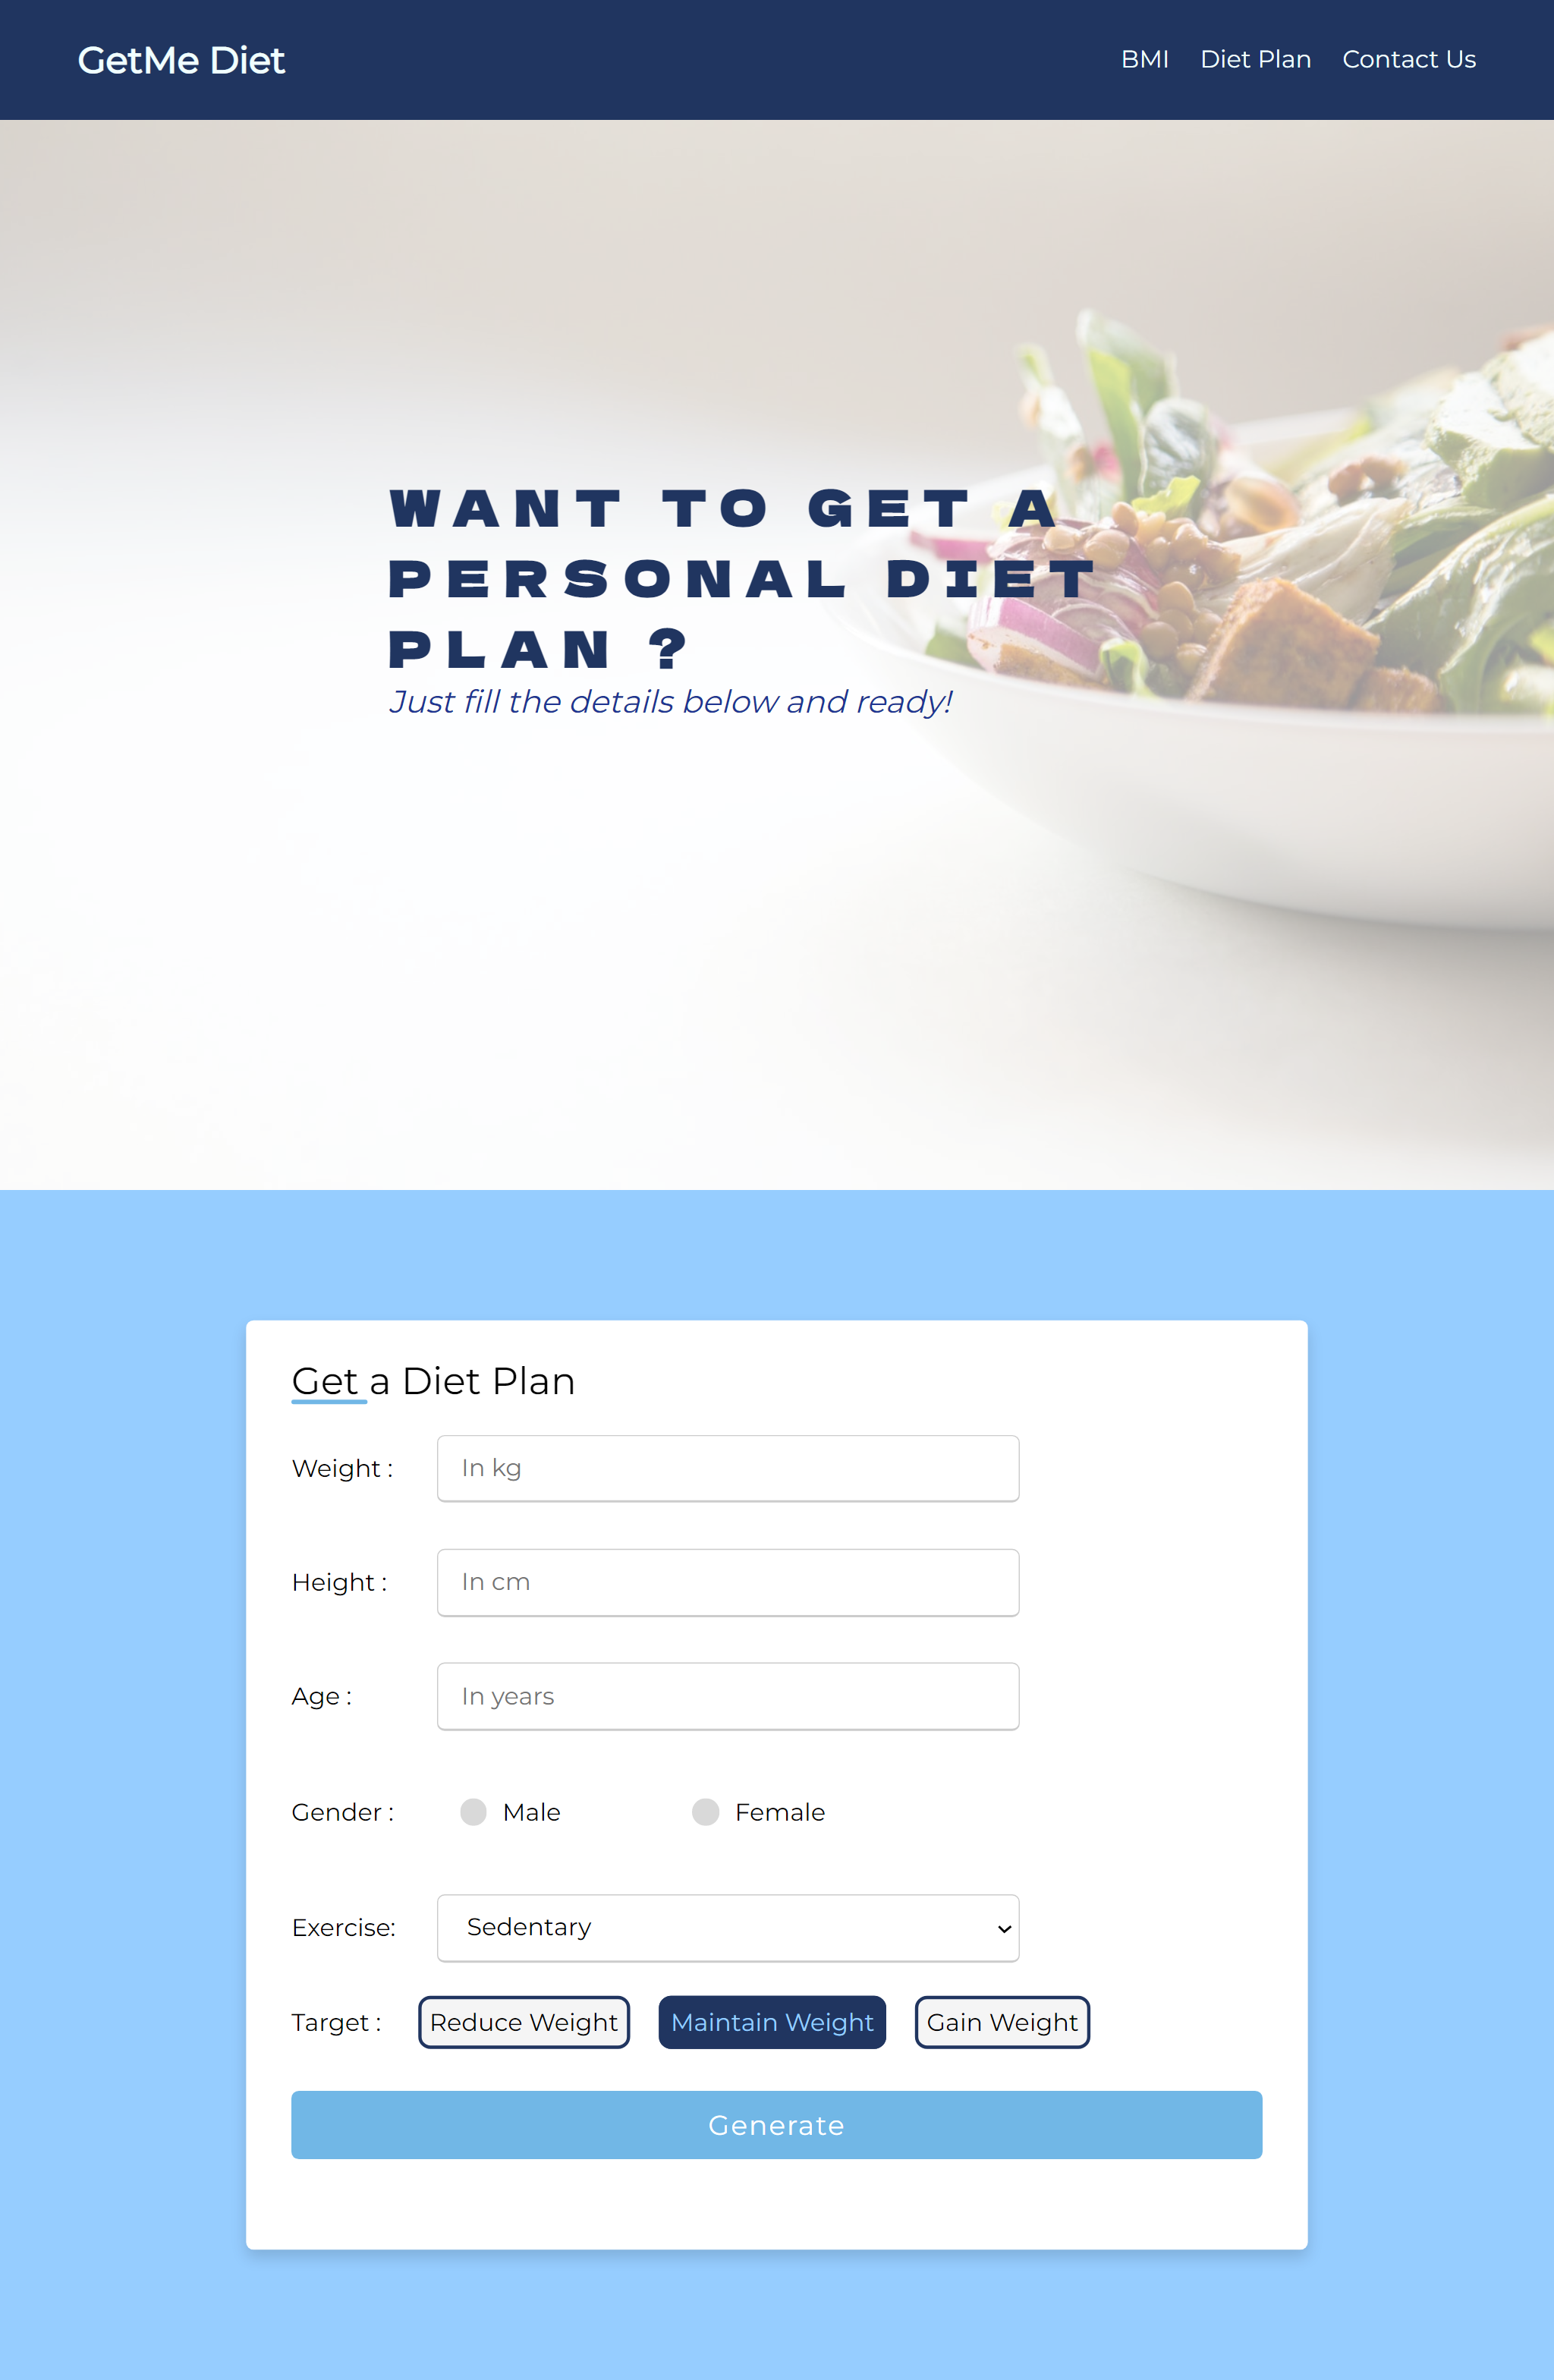 GetMe Diet
BMI Diet Plan Contact Us
WANT TO GET A
PERSONAL DIET
PLAN ?
Just fill the details below and ready!
Get a Diet Plan
Weight : In kg
Height : In cm
Age : In years
Gender : Male Female
Exercise: Sedentary
Target : Reduce Weight Maintain Weight Gain Weight
Generate